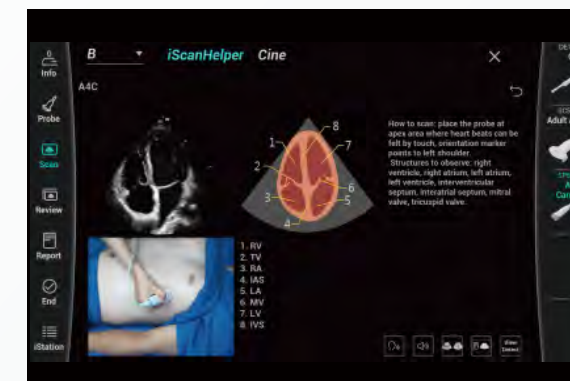 B
iScanHelper Cine
A4C
Info
Probe
Scan
Review
Report
End
iStation
1
2
3
4
5
6
7
8
How to scan: place the probe at
apex area where heart beats can be
felt by touch, orientation marker
points to left shoulder.
Structures to observe: right
ventricle, right atrium, left atrium,
left ventricle, interventricular
septum, interatrial septum, mitral
valve, tricuspid valve.
1. RV
2. TV
3. RA
4. IAS
5. LA
6. MV
7. LV
8. IVS
View
Detect
Adult